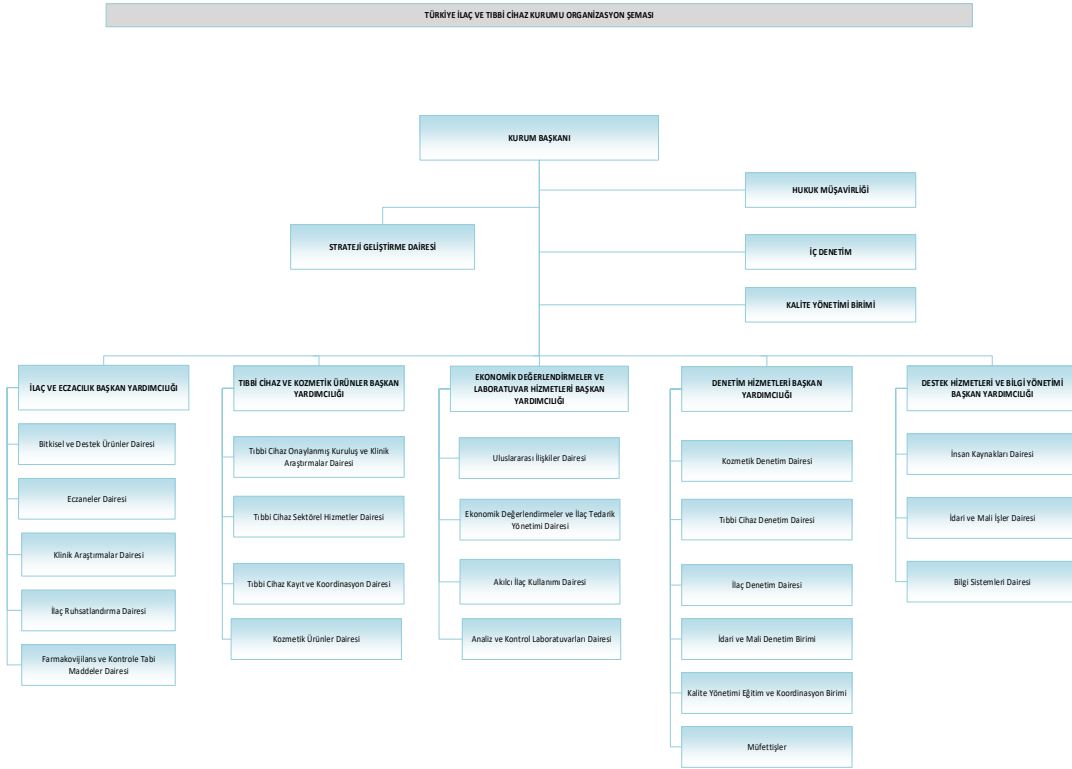 TÜRKİYE İLAÇ VE TIBBİ CİHAZ KURUMU ORGANİZASYON ŞEMASI
KURUM BAŞKANI
HUKUK MÜŞAVİRLİĞİ
STRATEJİ GELİŞTİRME DAİRESİ
İÇ DENETİM
KALİTE YÖNETİMİ BİRİMİ
İLAÇ VE ECZACILIK BAŞKAN YARDIMCILIĞI
Bitkisel ve Destek Ürünler Dairesi
Eczaneler Dairesi
Klinik Araştırmalar Dairesi
İlaç Ruhsatlandırma Dairesi
Farmakovijilans ve Kontrole Tabi
Maddeler Dairesi
TIBBİ CİHAZ VE KOZMETİK ÜRÜNLER BAŞKAN
YARDIMCILIĞI
Tıbbi Cihaz Onaylanmış Kuruluş ve Klinik
Araştırmalar Dairesi
Tıbbi Cihaz Sektörel Hizmetler Dairesi
Tıbbi Cihaz Kayıt ve Koordinasyon Dairesi
Kozmetik Ürünler Dairesi
EKONOMİK DEĞERLENDİRMELER VE
LABORATUVAR HİZMETLERİ BAŞKAN
YARDIMCILIĞI
Uluslararası İlişkiler Dairesi
Ekonomik Değerlendirmeler ve İlaç Tedarik
Yönetimi Dairesi
Akılcı İlaç Kullanımı Dairesi
Analiz ve Kontrol Laboratuvarları Dairesi
DENETİM HİZMETLERİ BAŞKAN
YARDIMCILIĞI
Kozmetik Denetim Dairesi
Tıbbi Cihaz Denetim Dairesi
İlaç Denetim Dairesi
İdari ve Mali Denetim Birimi
Kalite Yönetimi Eğitim ve Koordinasyon Birimi
Müfettişler
DESTEK HİZMETLERİ VE BİLGİ YÖNETİMİ
BAŞKAN YARDIMCILIĞI
İnsan Kaynakları Dairesi
İdari ve Mali İşler Dairesi
Bilgi Sistemleri Dairesi